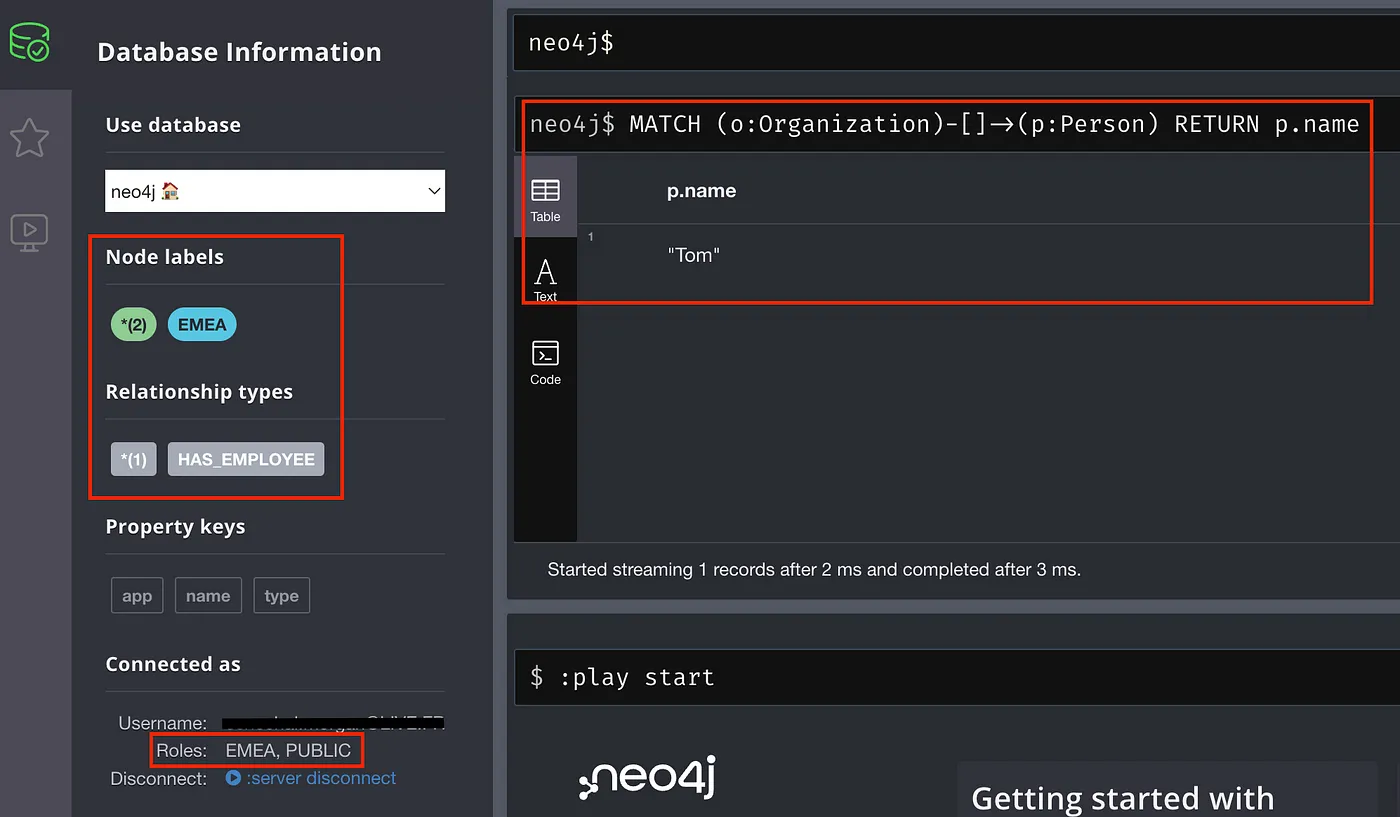 Database Information
Use database
neo4j 🏠
Node labels
*(2) EMEA
Relationship types
*(1) HAS_EMPLOYEE
Property keys
app name type
Connected as
Username:
Roles: EMEA, PUBLIC
Disconnect: :server disconnect
neo4j$
neo4j$ MATCH (o:Organization)-[]->(p:Person) RETURN p.name
Table
p.name
1
"Tom"
Text
Code
Started streaming 1 records after 2 ms and completed after 3 ms.
$ :play start
neo4j
Getting started with